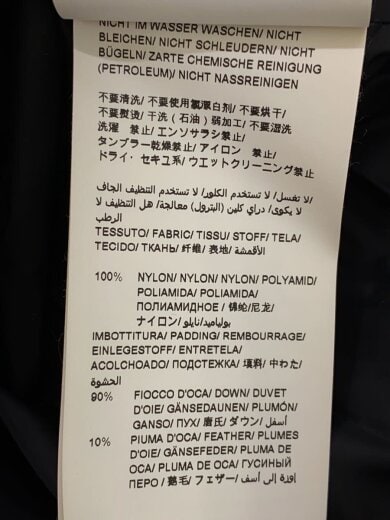 NICHT IM WASSER WASCHEN/ NICHT
BLEICHEN/ NICHT SCHLEUDERN/ NICHT
BÜGELN/ ZARTE CHEMISCHE REINIGUNG
(PETROLEUM)/ NICHT NASSREINIGEN
不要清洗/ 不要使用氯漂白剂/ 不要烘干/
不要熨烫/ 干洗 ( 石油 ) 弱加工/ 不要湿洗
洗濯 禁止/ エンソサラシ禁止/
タンブラー乾燥禁止/ アイロン 禁止/
ドライ・セキユ系/ ウエットクリーニング禁止
لا تغسل/ لا تستخدم الكلور/ لا تستخدم التنظيف الجاف/
لا يكوى/ دراي كلين (البترول) معالجة/ هل التنظيف لا
الرطب
TESSUTO/ FABRIC/ TISSU/ STOFF/ TELA/
TECIDO/ ТКАНЬ/ 纤维/ 表地/ الأقمشة
100% NYLON/ NYLON/ NYLON/ POLYAMID/
POLIAMIDA/ POLIAMIDA/
ПОЛИАМИДНОЕ / 锦纶/ 尼龙/
ナイロン/ بولياميد/ نايلو
IMBOTTITURA/ PADDING/ REMBOURRAGE/
EINLEGESTOFF/ ENTRETELA/
ACOLCHOADO/ ПОДСТЕЖКА/ 填料/ 中わた/
الحشوة
90% FIOCCO D'OCA/ DOWN/ DUVET
D'OIE/ GÄNSEDAUNEN/ PLUMÓN/
GANSO/ ПУХ/ / ダウン/ أسفل
10% PIUMA D'OCA/ FEATHER/ PLUMES
D'OIE/ GÄNSEFEDER/ PLUMA DE
OCA/ PLUMA DE OCA/ ГУСИНЫЙ
ПЕРО / 鹅毛/ フェザー/ اوزة إلى أسف